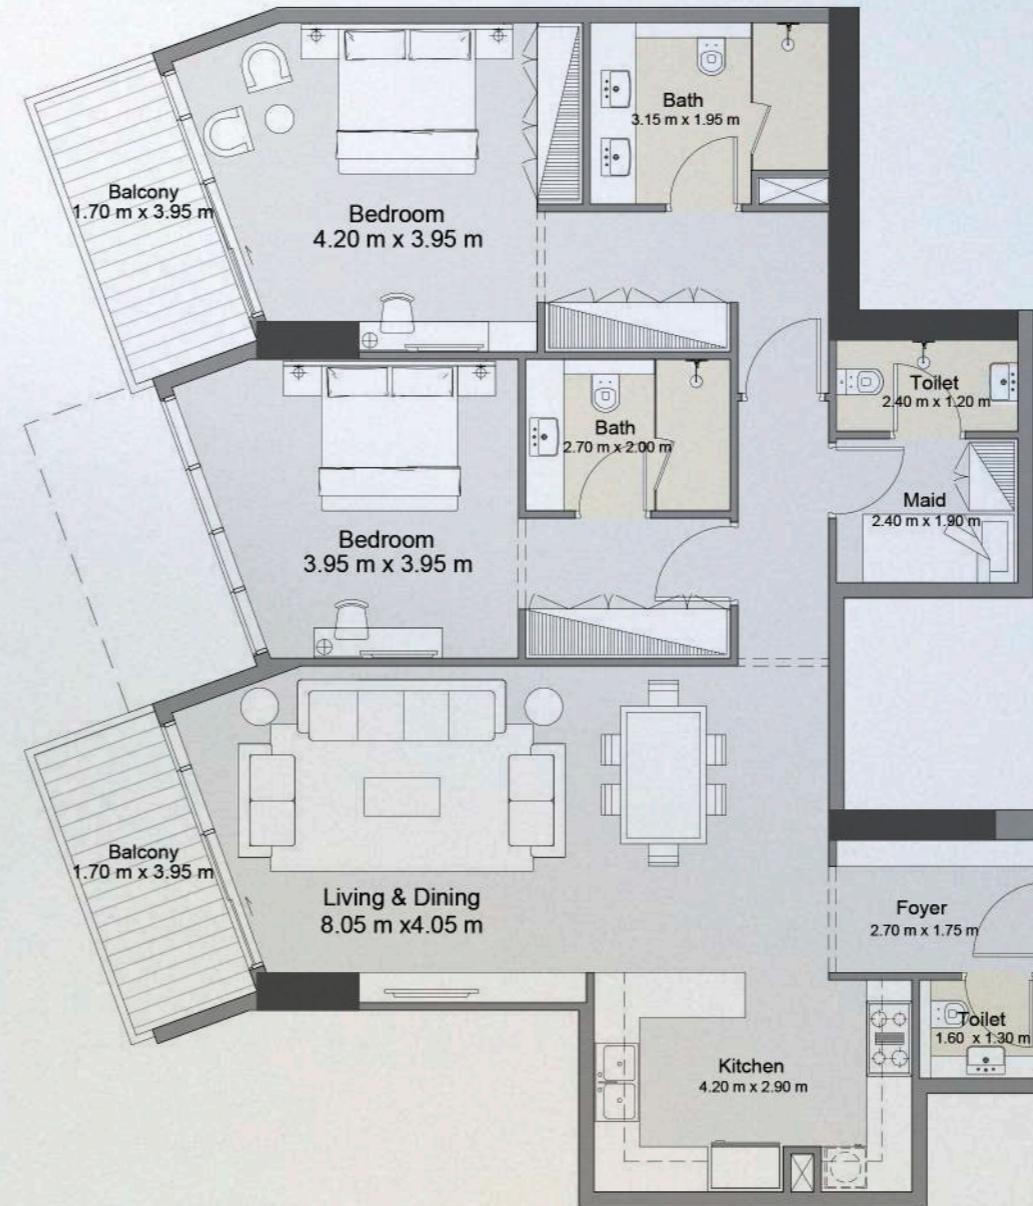 Bath
3.15 m x 1.95 m
Balcony
1.70 m x 3.95 m
Bedroom
4.20 m x 3.95 m
Toilet
2.40 m x 1.20 m
Bath
2.70 m x 2.00 m
Maid
2.40 m x 1.90 m
Bedroom
3.95 m x 3.95 m
Balcony
1.70 m x 3.95 m
Living & Dining
8.05 m x4.05 m
Foyer
2.70 m x 1.75 m
Toilet
1.60 x 1.30 m
Kitchen
4.20 m x 2.90 m